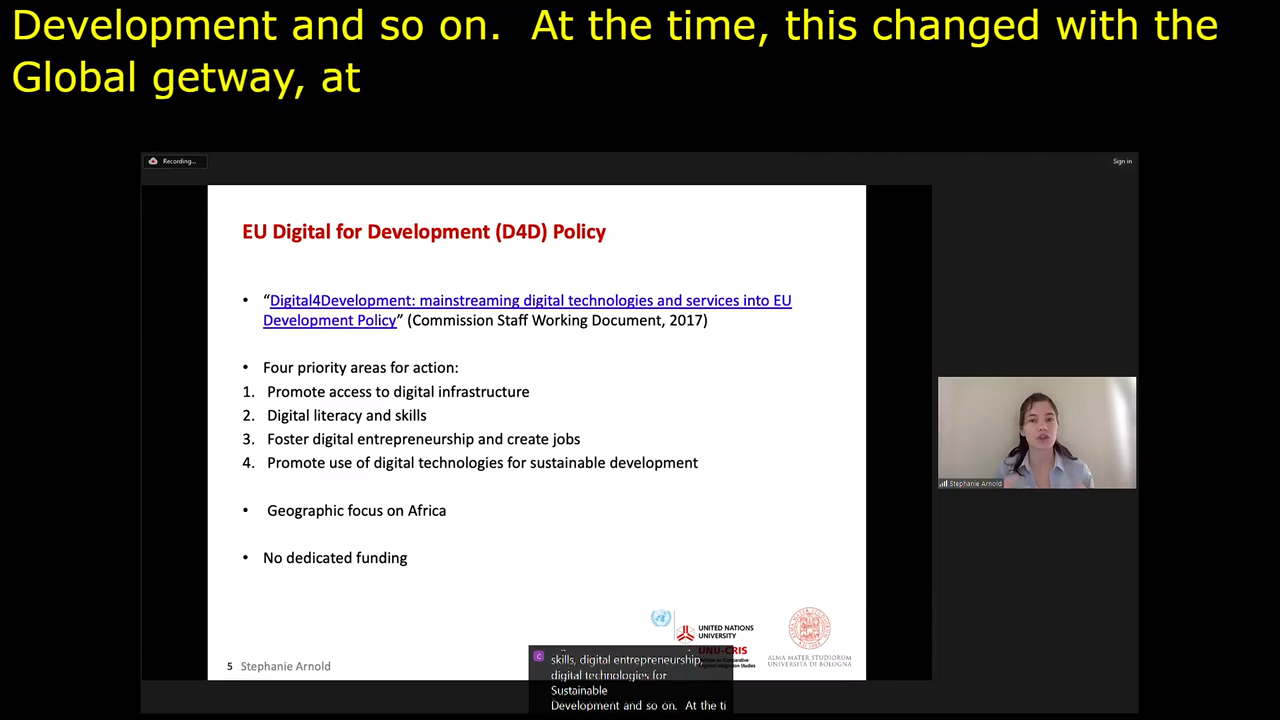 Development and so on.  At the time, this changed with the
Global getway, at
Recording...
Sign in
EU Digital for Development (D4D) Policy
• “Digital4Development: mainstreaming digital technologies and services into EU
Development Policy” (Commission Staff Working Document, 2017)
• Four priority areas for action:
1. Promote access to digital infrastructure
2. Digital literacy and skills
3. Foster digital entrepreneurship and create jobs
4. Promote use of digital technologies for sustainable development
• Geographic focus on Africa
• No dedicated funding
Stephanie Arnold
UNITED NATIONS
UNIVERSITY
UNU-CRIS
ALMA MATER STUDIORUM
UNIVERSITÀ DI BOLOGNA
5 Stephanie Arnold
C
skills, digital entrepreneurship,
digital technologies for
Sustainable
Development and so on.  At the ti